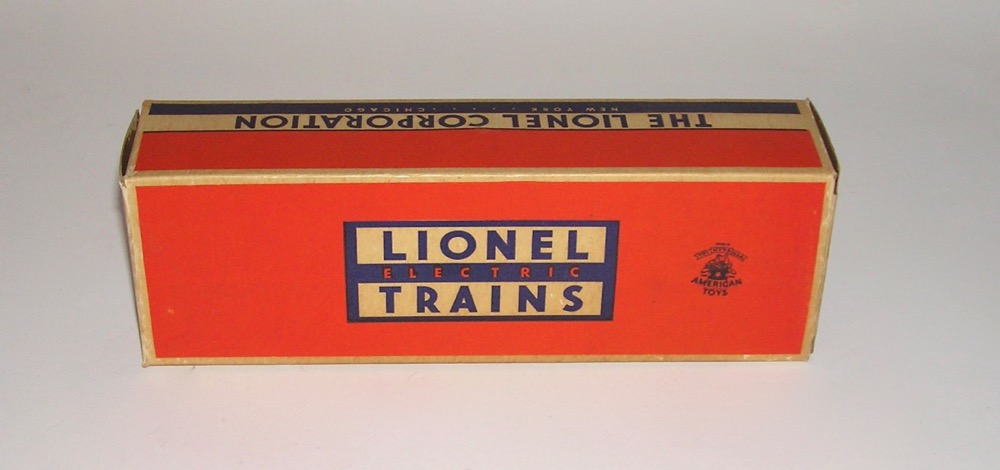 THE LIONEL CORPORATION
NEW YORK . . . . CHICAGO
LIONEL
ELECTRIC
TRAINS
AMERICAN
TOYS